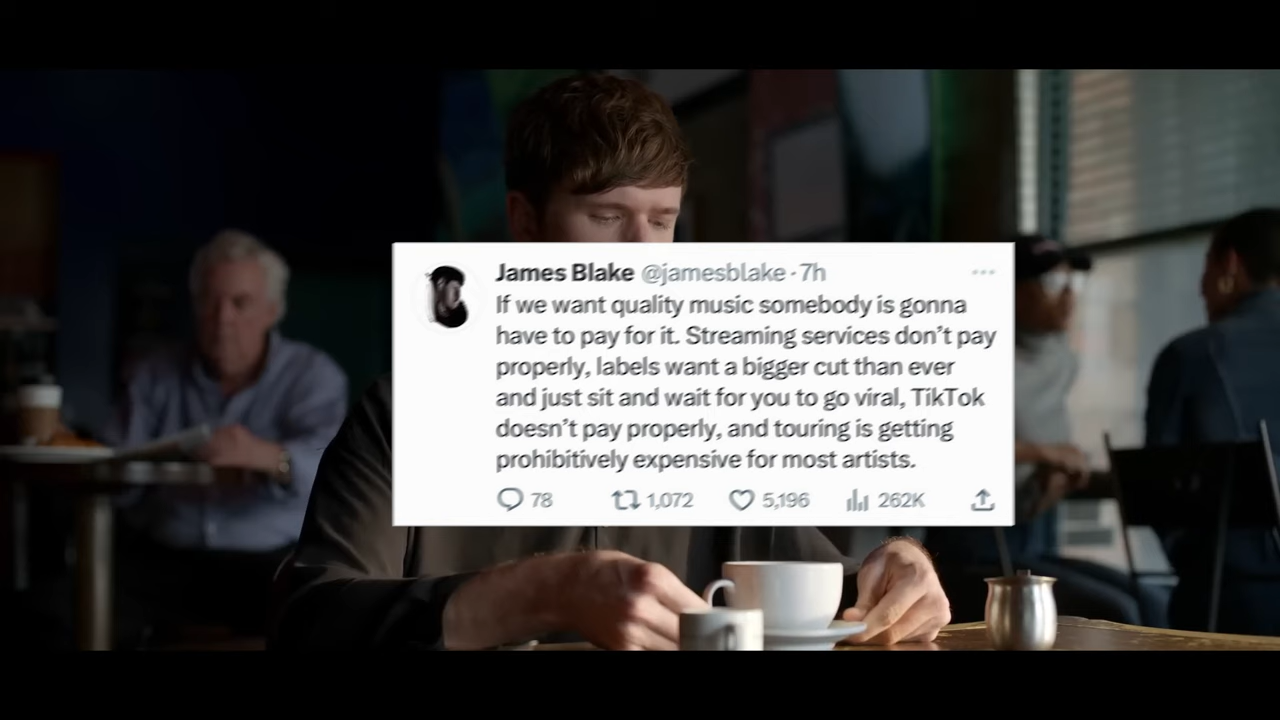 James Blake @jamesblake · 7h
If we want quality music somebody is gonna
have to pay for it. Streaming services don’t pay
properly, labels want a bigger cut than ever
and just sit and wait for you to go viral, TikTok
doesn’t pay properly, and touring is getting
prohibitively expensive for most artists.
78 1,072 5,196 262K